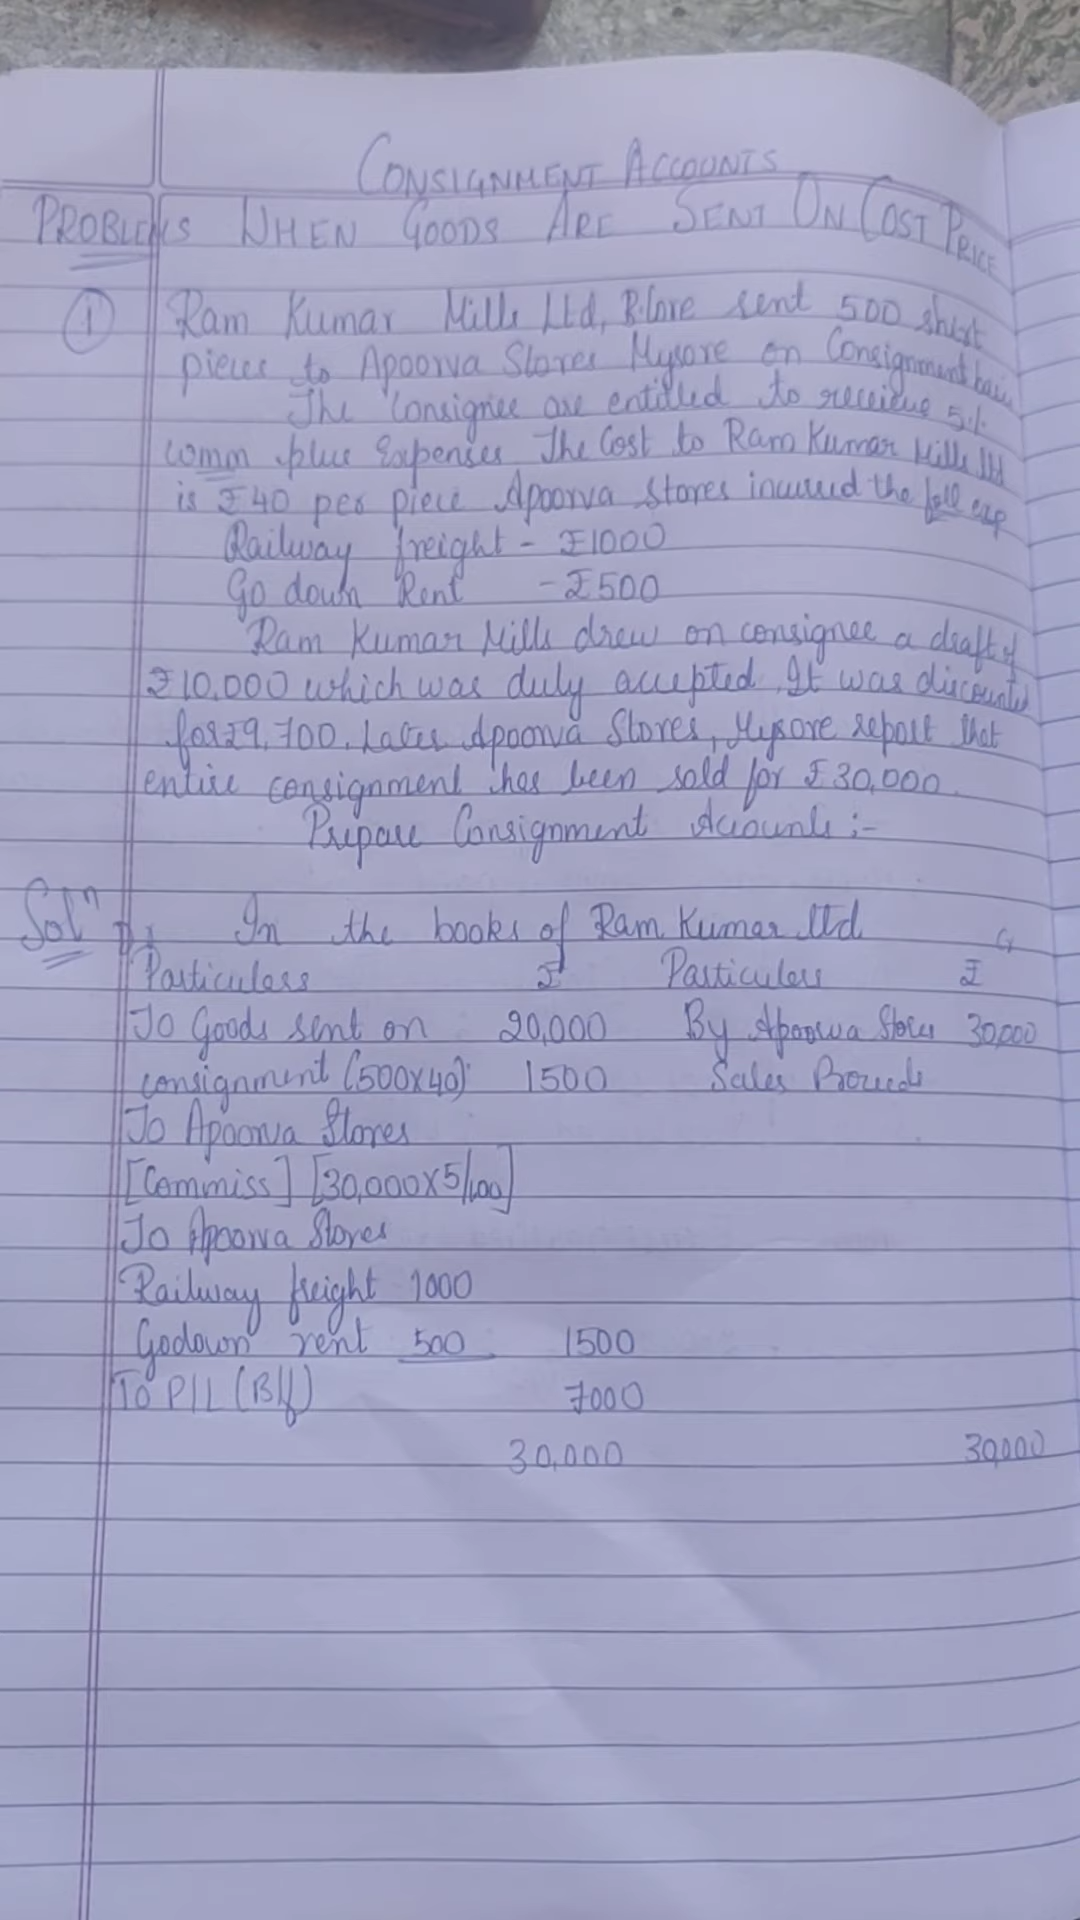 CONSIGNMENT ACCOUNTS
PROBLEMS WHEN GOODS ARE SENT ON COST PRICE
① Ram Kumar Mills Ltd, B.lore sent 500 shirt
pieces to Apoorva Stores Mysore on Consignment basis
The Consignee are entitled to receive 5%
comm plus Expenses The Cost to Ram Kumar Mills ltd
is ₹40 per piece Apoorva Stores incurred the foll exp
Railway freight - ₹1000
Go down Rent - ₹500
Ram Kumar Mills drew on consignee a draft of
₹10,000 which was duly accepted. It was discounted
for ₹9,700. Later Apoorva Stores, Mysore report that
entire consignment has been sold for ₹30,000.
Prepare Consignment Accounts :-
Solⁿ In the books of Ram Kumar ltd
Dr Cr
Particulers ₹ Particulers ₹
To Goods sent on 20,000 By Apoorva Stores 30,000
consignment (500x40) 1500 Sales Proceeds
To Apoorva Stores
[Commiss] [30,000x5/100]
To Apoorva Stores
Railway freight 1000
Godown rent 500 1500
To P/L (B/f) 7000
30,000 30,000